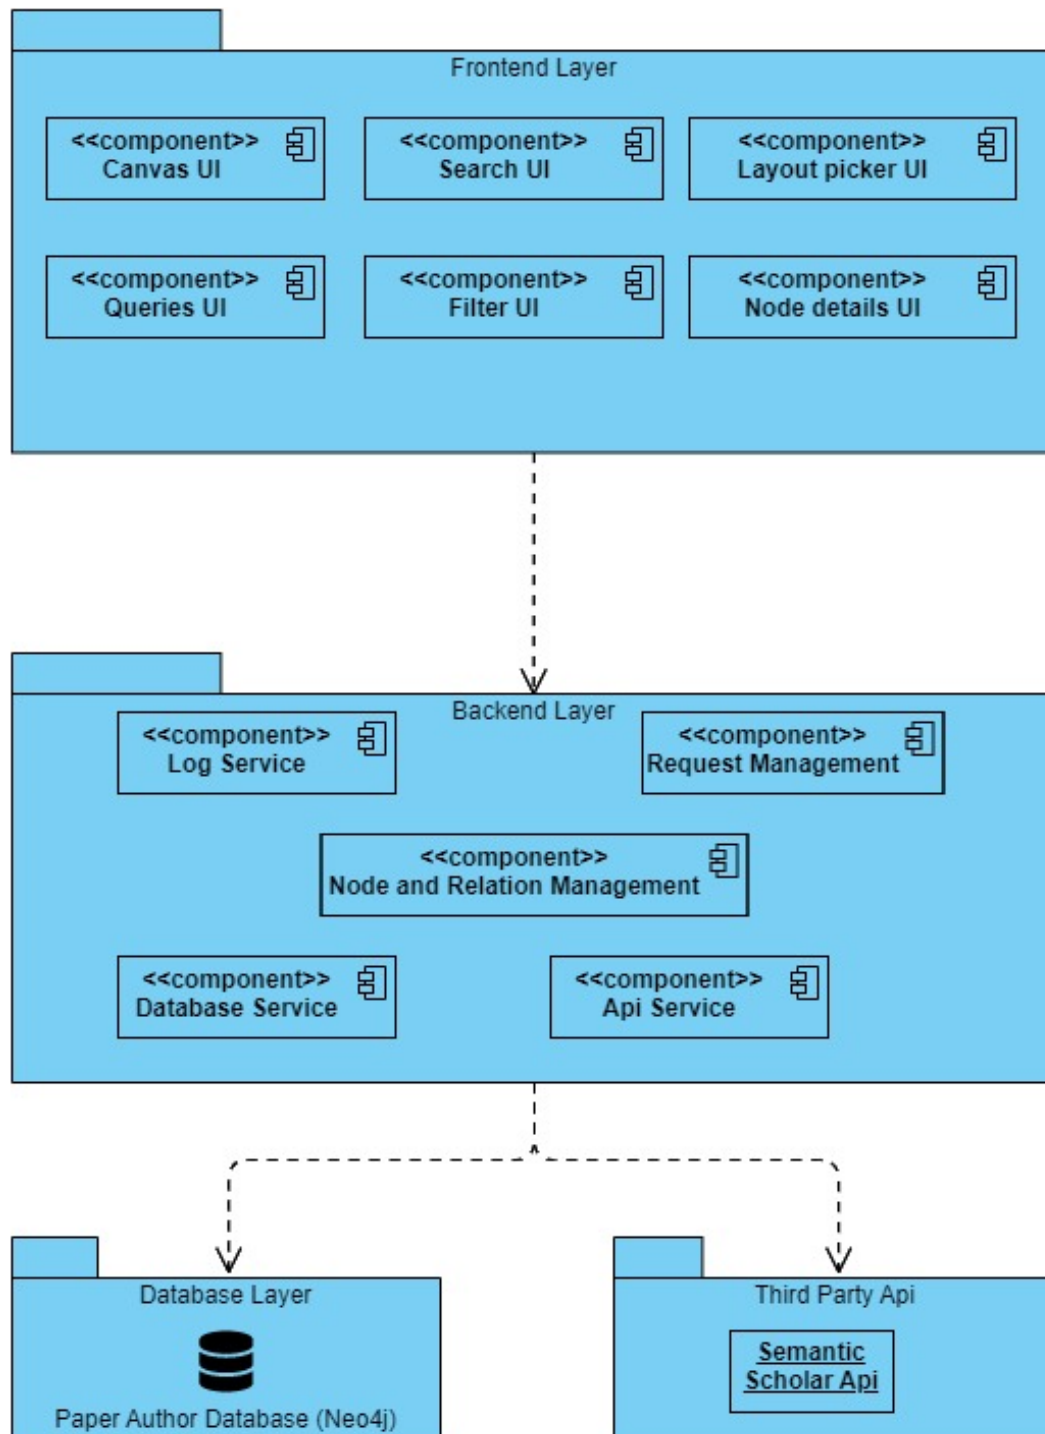 Frontend Layer
<<component>>
Canvas UI
<<component>>
Search UI
<<component>>
Layout picker UI
<<component>>
Queries UI
<<component>>
Filter UI
<<component>>
Node details UI
Backend Layer
<<component>>
Log Service
<<component>>
Request Management
<<component>>
Node and Relation Management
<<component>>
Database Service
<<component>>
Api Service
Database Layer
Paper Author Database (Neo4j)
Third Party Api
Semantic
Scholar Api